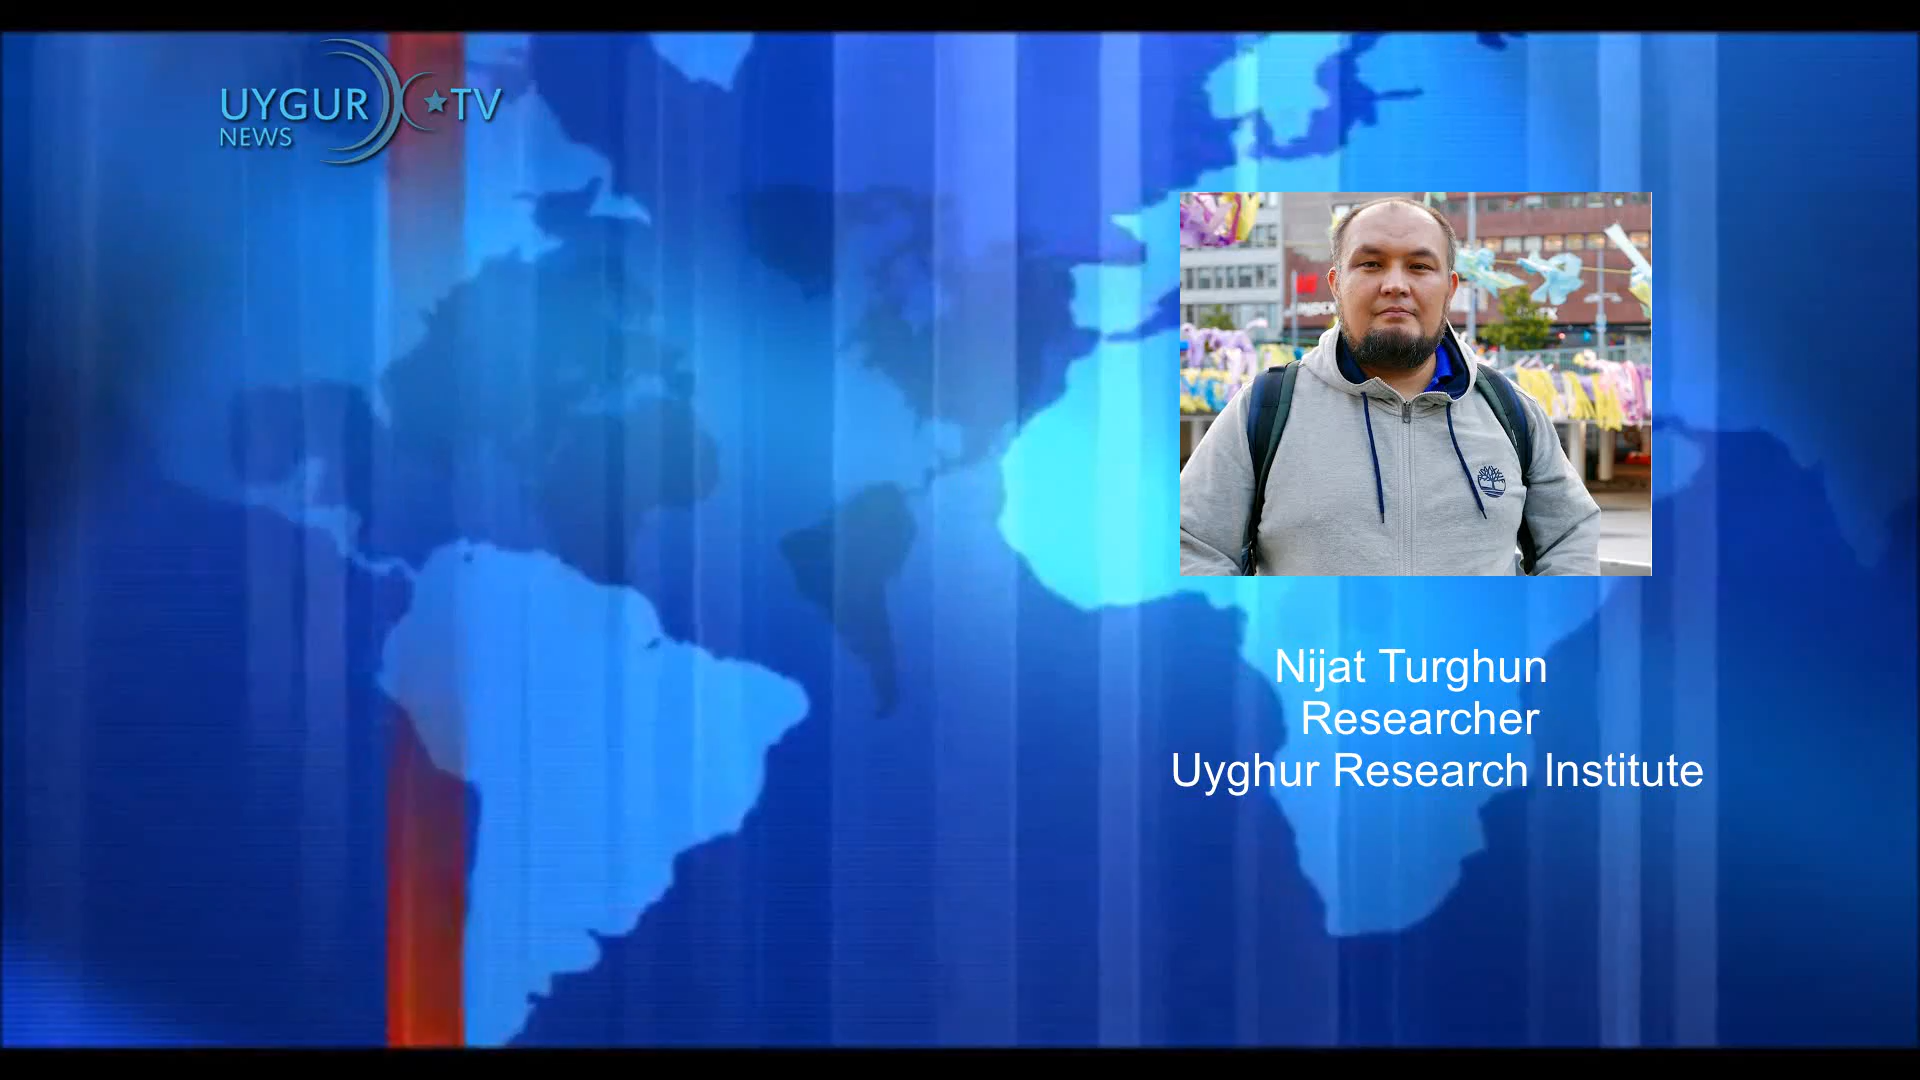 UYGUR TV
NEWS
Nijat Turghun
Researcher
Uyghur Research Institute